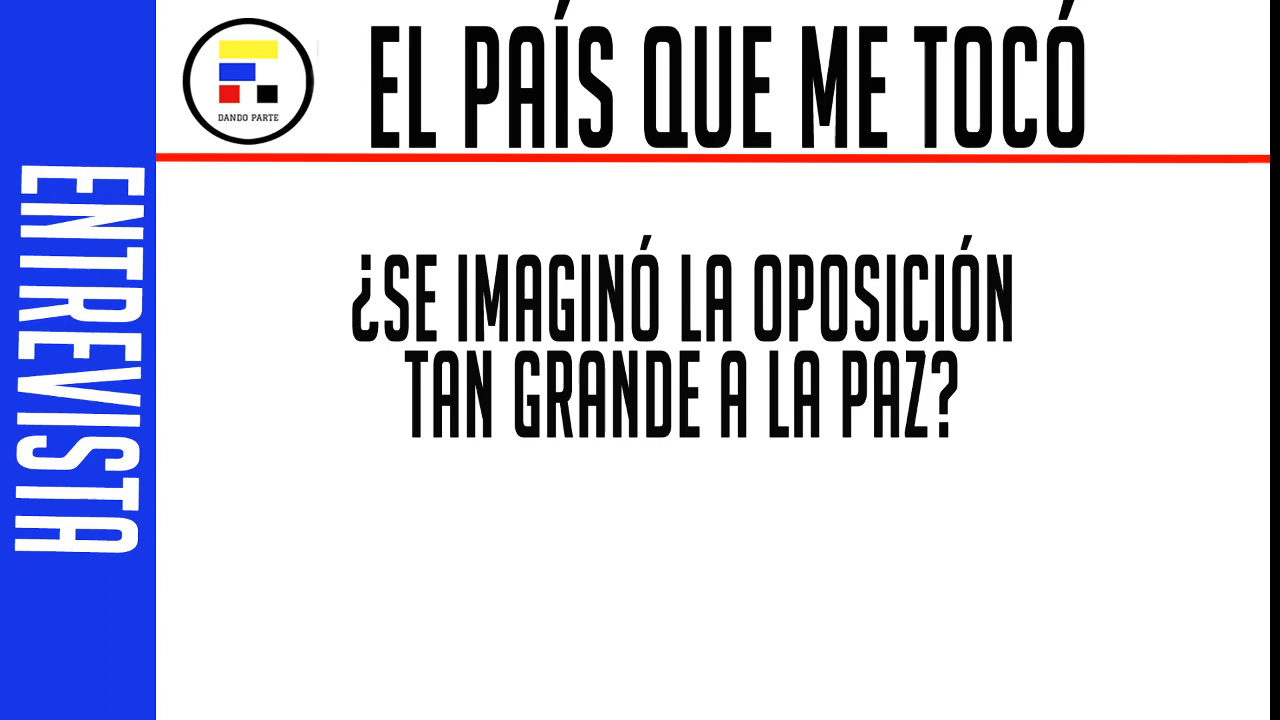 DANDO PARTE
EL PAÍS QUE ME TOCÓ
ENTREVISTA
¿SE IMAGINÓ LA OPOSICIÓN
TAN GRANDE A LA PAZ?